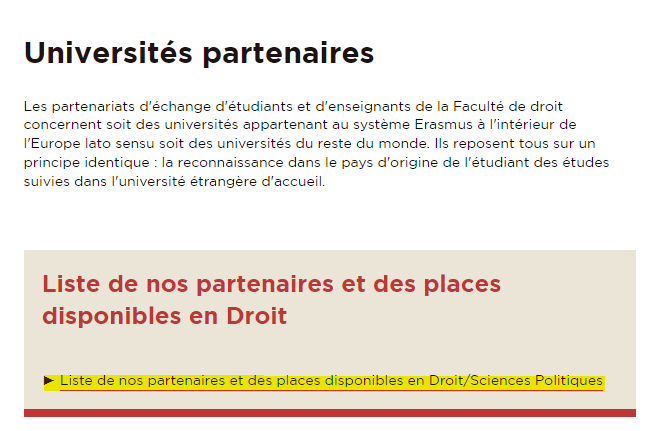 Universités partenaires
Les partenariats d'échange d'étudiants et d'enseignants de la Faculté de droit
concernent soit des universités appartenant au système Erasmus à l'intérieur de
l'Europe lato sensu soit des universités du reste du monde. Ils reposent tous sur un
principe identique : la reconnaissance dans le pays d'origine de l'étudiant des études
suivies dans l'université étrangère d'accueil.
Liste de nos partenaires et des places
disponibles en Droit
► Liste de nos partenaires et des places disponibles en Droit/Sciences Politiques